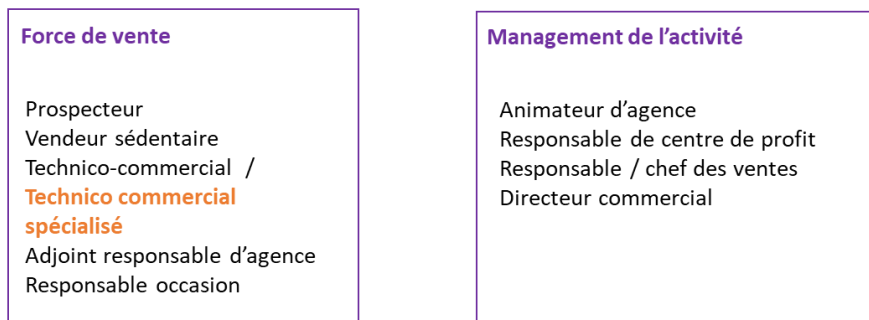 Force de vente
Prospecteur
Vendeur sédentaire
Technico-commercial /
Technico commercial
spécialisé
Adjoint responsable d’agence
Responsable occasion
Management de l’activité
Animateur d’agence
Responsable de centre de profit
Responsable / chef des ventes
Directeur commercial